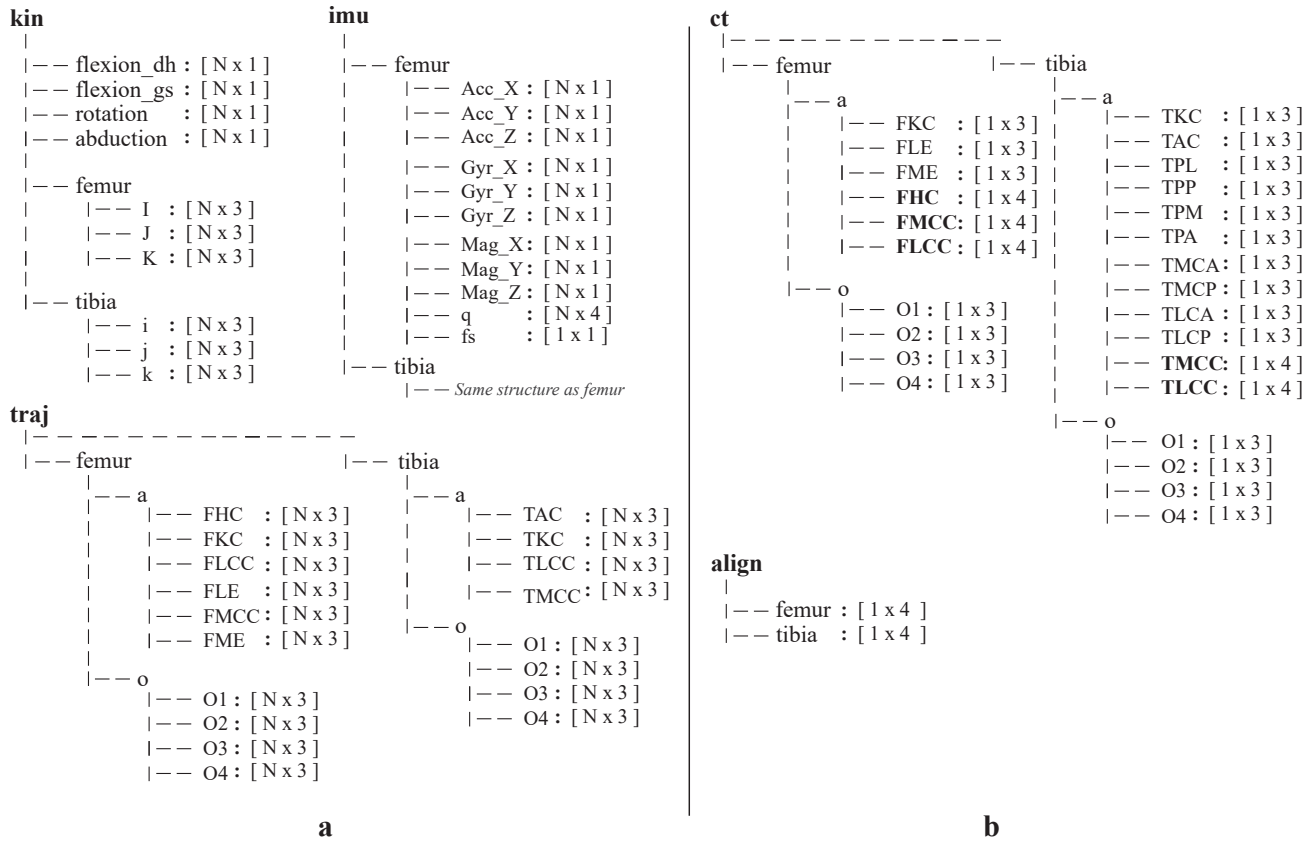 kin
|—— flexion_dh : [ N x 1 ]
|—— flexion_gs : [ N x 1 ]
|—— rotation : [ N x 1 ]
|—— abduction : [ N x 1 ]
|—— femur
|—— I : [ N x 3 ]
|—— J : [ N x 3 ]
|—— K : [ N x 3 ]
|—— tibia
|—— i : [ N x 3 ]
|—— j : [ N x 3 ]
|—— k : [ N x 3 ]
imu
|—— femur
|—— Acc_X : [ N x 1 ]
|—— Acc_Y : [ N x 1 ]
|—— Acc_Z : [ N x 1 ]
|—— Gyr_X : [ N x 1 ]
|—— Gyr_Y : [ N x 1 ]
|—— Gyr_Z : [ N x 1 ]
|—— Mag_X : [ N x 1 ]
|—— Mag_Y : [ N x 1 ]
|—— Mag_Z : [ N x 1 ]
|—— q : [ N x 4 ]
|—— fs : [ 1 x 1 ]
|—— tibia
|—— Same structure as femur
traj
|—— femur
|—— a
|—— FHC : [ N x 3 ]
|—— FKC : [ N x 3 ]
|—— FLCC : [ N x 3 ]
|—— FLE : [ N x 3 ]
|—— FMCC : [ N x 3 ]
|—— FME : [ N x 3 ]
|—— o
|—— O1 : [ N x 3 ]
|—— O2 : [ N x 3 ]
|—— O3 : [ N x 3 ]
|—— O4 : [ N x 3 ]
|—— tibia
|—— a
|—— TAC : [ N x 3 ]
|—— TKC : [ N x 3 ]
|—— TLCC : [ N x 3 ]
|—— TMCC : [ N x 3 ]
|—— o
|—— O1 : [ N x 3 ]
|—— O2 : [ N x 3 ]
|—— O3 : [ N x 3 ]
|—— O4 : [ N x 3 ]
a
ct
|—— femur
|—— a
|—— FKC : [ 1 x 3 ]
|—— FLE : [ 1 x 3 ]
|—— FME : [ 1 x 3 ]
|—— FHC : [ 1 x 4 ]
|—— FMCC : [ 1 x 4 ]
|—— FLCC : [ 1 x 4 ]
|—— o
|—— O1 : [ 1 x 3 ]
|—— O2 : [ 1 x 3 ]
|—— O3 : [ 1 x 3 ]
|—— O4 : [ 1 x 3 ]
|—— tibia
|—— a
|—— TKC : [ 1 x 3 ]
|—— TAC : [ 1 x 3 ]
|—— TPL : [ 1 x 3 ]
|—— TPP : [ 1 x 3 ]
|—— TPM : [ 1 x 3 ]
|—— TPA : [ 1 x 3 ]
|—— TMCA : [ 1 x 3 ]
|—— TMCP : [ 1 x 3 ]
|—— TLCA : [ 1 x 3 ]
|—— TLCP : [ 1 x 3 ]
|—— TMCC : [ 1 x 4 ]
|—— TLCC : [ 1 x 4 ]
|—— o
|—— O1 : [ 1 x 3 ]
|—— O2 : [ 1 x 3 ]
|—— O3 : [ 1 x 3 ]
|—— O4 : [ 1 x 3 ]
align
|—— femur : [ 1 x 4 ]
|—— tibia : [ 1 x 4 ]
b